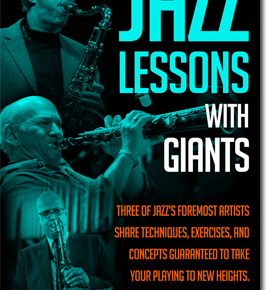 JAZZ
LESSONS
WITH
GIANTS
THREE OF JAZZ'S FOREMOST ARTISTS
SHARE TECHNIQUES, EXERCISES, AND
CONCEPTS GUARANTEED TO TAKE
YOUR PLAYING TO NEW HEIGHTS.